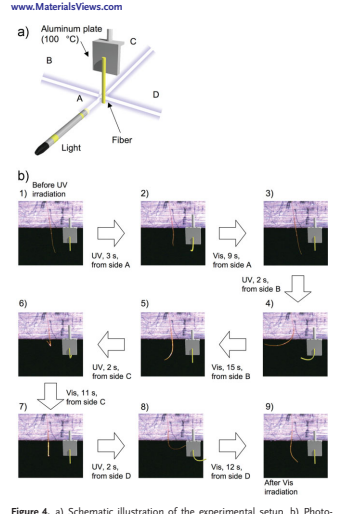 www.MaterialsViews.com
a)
Aluminum plate
(100 °C)
C
B
A
D
Fiber
Light
b)
Before UV
1) irradiation
2)
3)
UV, 3 s,
from side A
Vis, 9 s,
from side A
UV, 2 s,
from side B
6)
5)
4)
UV, 2 s,
from side C
Vis, 15 s,
from side B
Vis, 11 s,
from side C
7)
8)
9)
UV, 2 s,
from side D
Vis, 12 s,
from side D
After Vis
irradiation
Figure 4. a) Schematic illustration of the experimental setup. b) Photo-